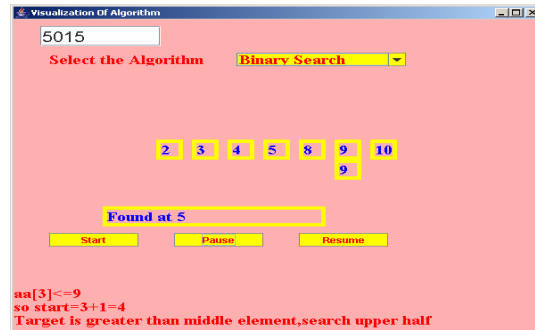 Visualization Of Algorithm
5015
Select the Algorithm Binary Search
2 3 4 5 8 9 10
9
Found at 5
Start Pause Resume
aa[3]<=9
so start=3+1=4
Target is greater than middle element,search upper half